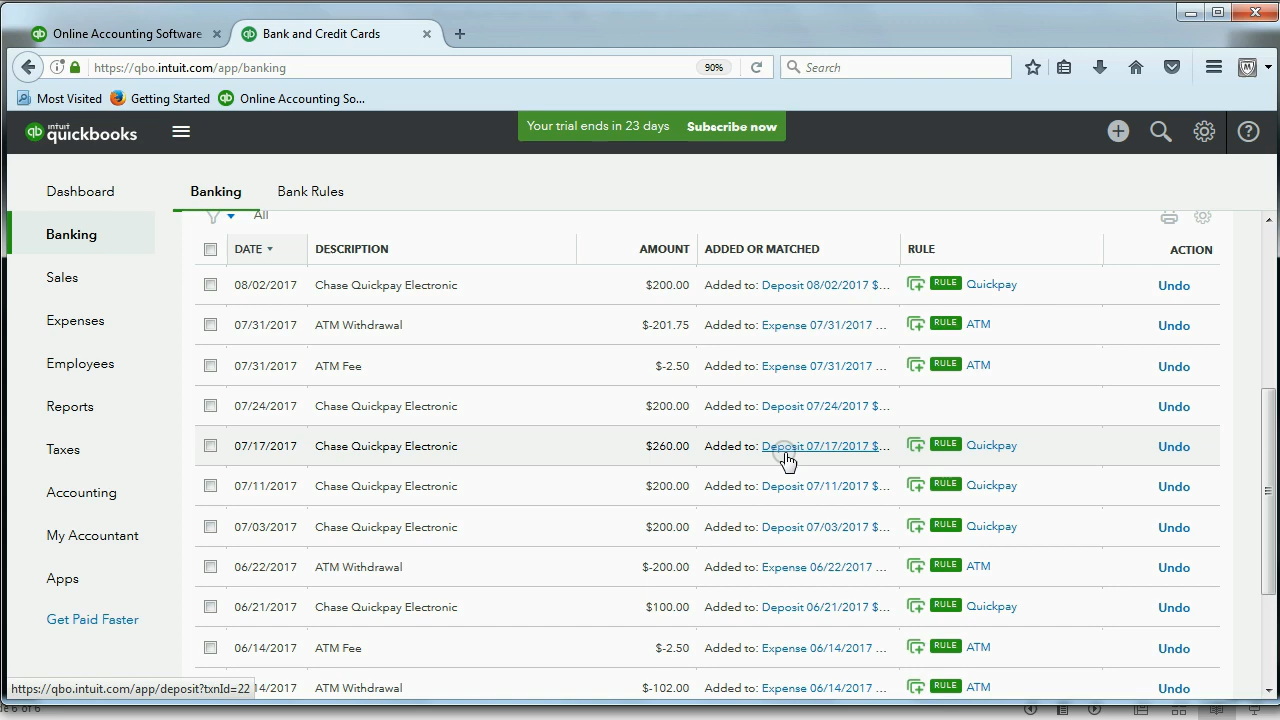 Online Accounting Software
Bank and Credit Cards
https://qbo.intuit.com/app/banking
90%
Search
Most Visited
Getting Started
Online Accounting So...
intuit
quickbooks
Your trial ends in 23 days Subscribe now
Dashboard
Banking
Sales
Expenses
Employees
Reports
Taxes
Accounting
My Accountant
Apps
Get Paid Faster
Banking Bank Rules
All
DATE DESCRIPTION AMOUNT ADDED OR MATCHED RULE ACTION
08/02/2017 Chase Quickpay Electronic $200.00 Added to: Deposit 08/02/2017 $... RULE Quickpay Undo
07/31/2017 ATM Withdrawal $-201.75 Added to: Expense 07/31/2017 ... RULE ATM Undo
07/31/2017 ATM Fee $-2.50 Added to: Expense 07/31/2017 ... RULE ATM Undo
07/24/2017 Chase Quickpay Electronic $200.00 Added to: Deposit 07/24/2017 $... Undo
07/17/2017 Chase Quickpay Electronic $260.00 Added to: Deposit 07/17/2017 $... RULE Quickpay Undo
07/11/2017 Chase Quickpay Electronic $200.00 Added to: Deposit 07/11/2017 $... RULE Quickpay Undo
07/03/2017 Chase Quickpay Electronic $200.00 Added to: Deposit 07/03/2017 $... RULE Quickpay Undo
06/22/2017 ATM Withdrawal $-200.00 Added to: Expense 06/22/2017 ... RULE ATM Undo
06/21/2017 Chase Quickpay Electronic $100.00 Added to: Deposit 06/21/2017 $... RULE Quickpay Undo
06/14/2017 ATM Fee $-2.50 Added to: Expense 06/14/2017 ... RULE ATM Undo
14/2017 ATM Withdrawal $-102.00 Added to: Expense 06/14/2017 ... RULE ATM Undo
https://qbo.intuit.com/app/deposit?txnId=22